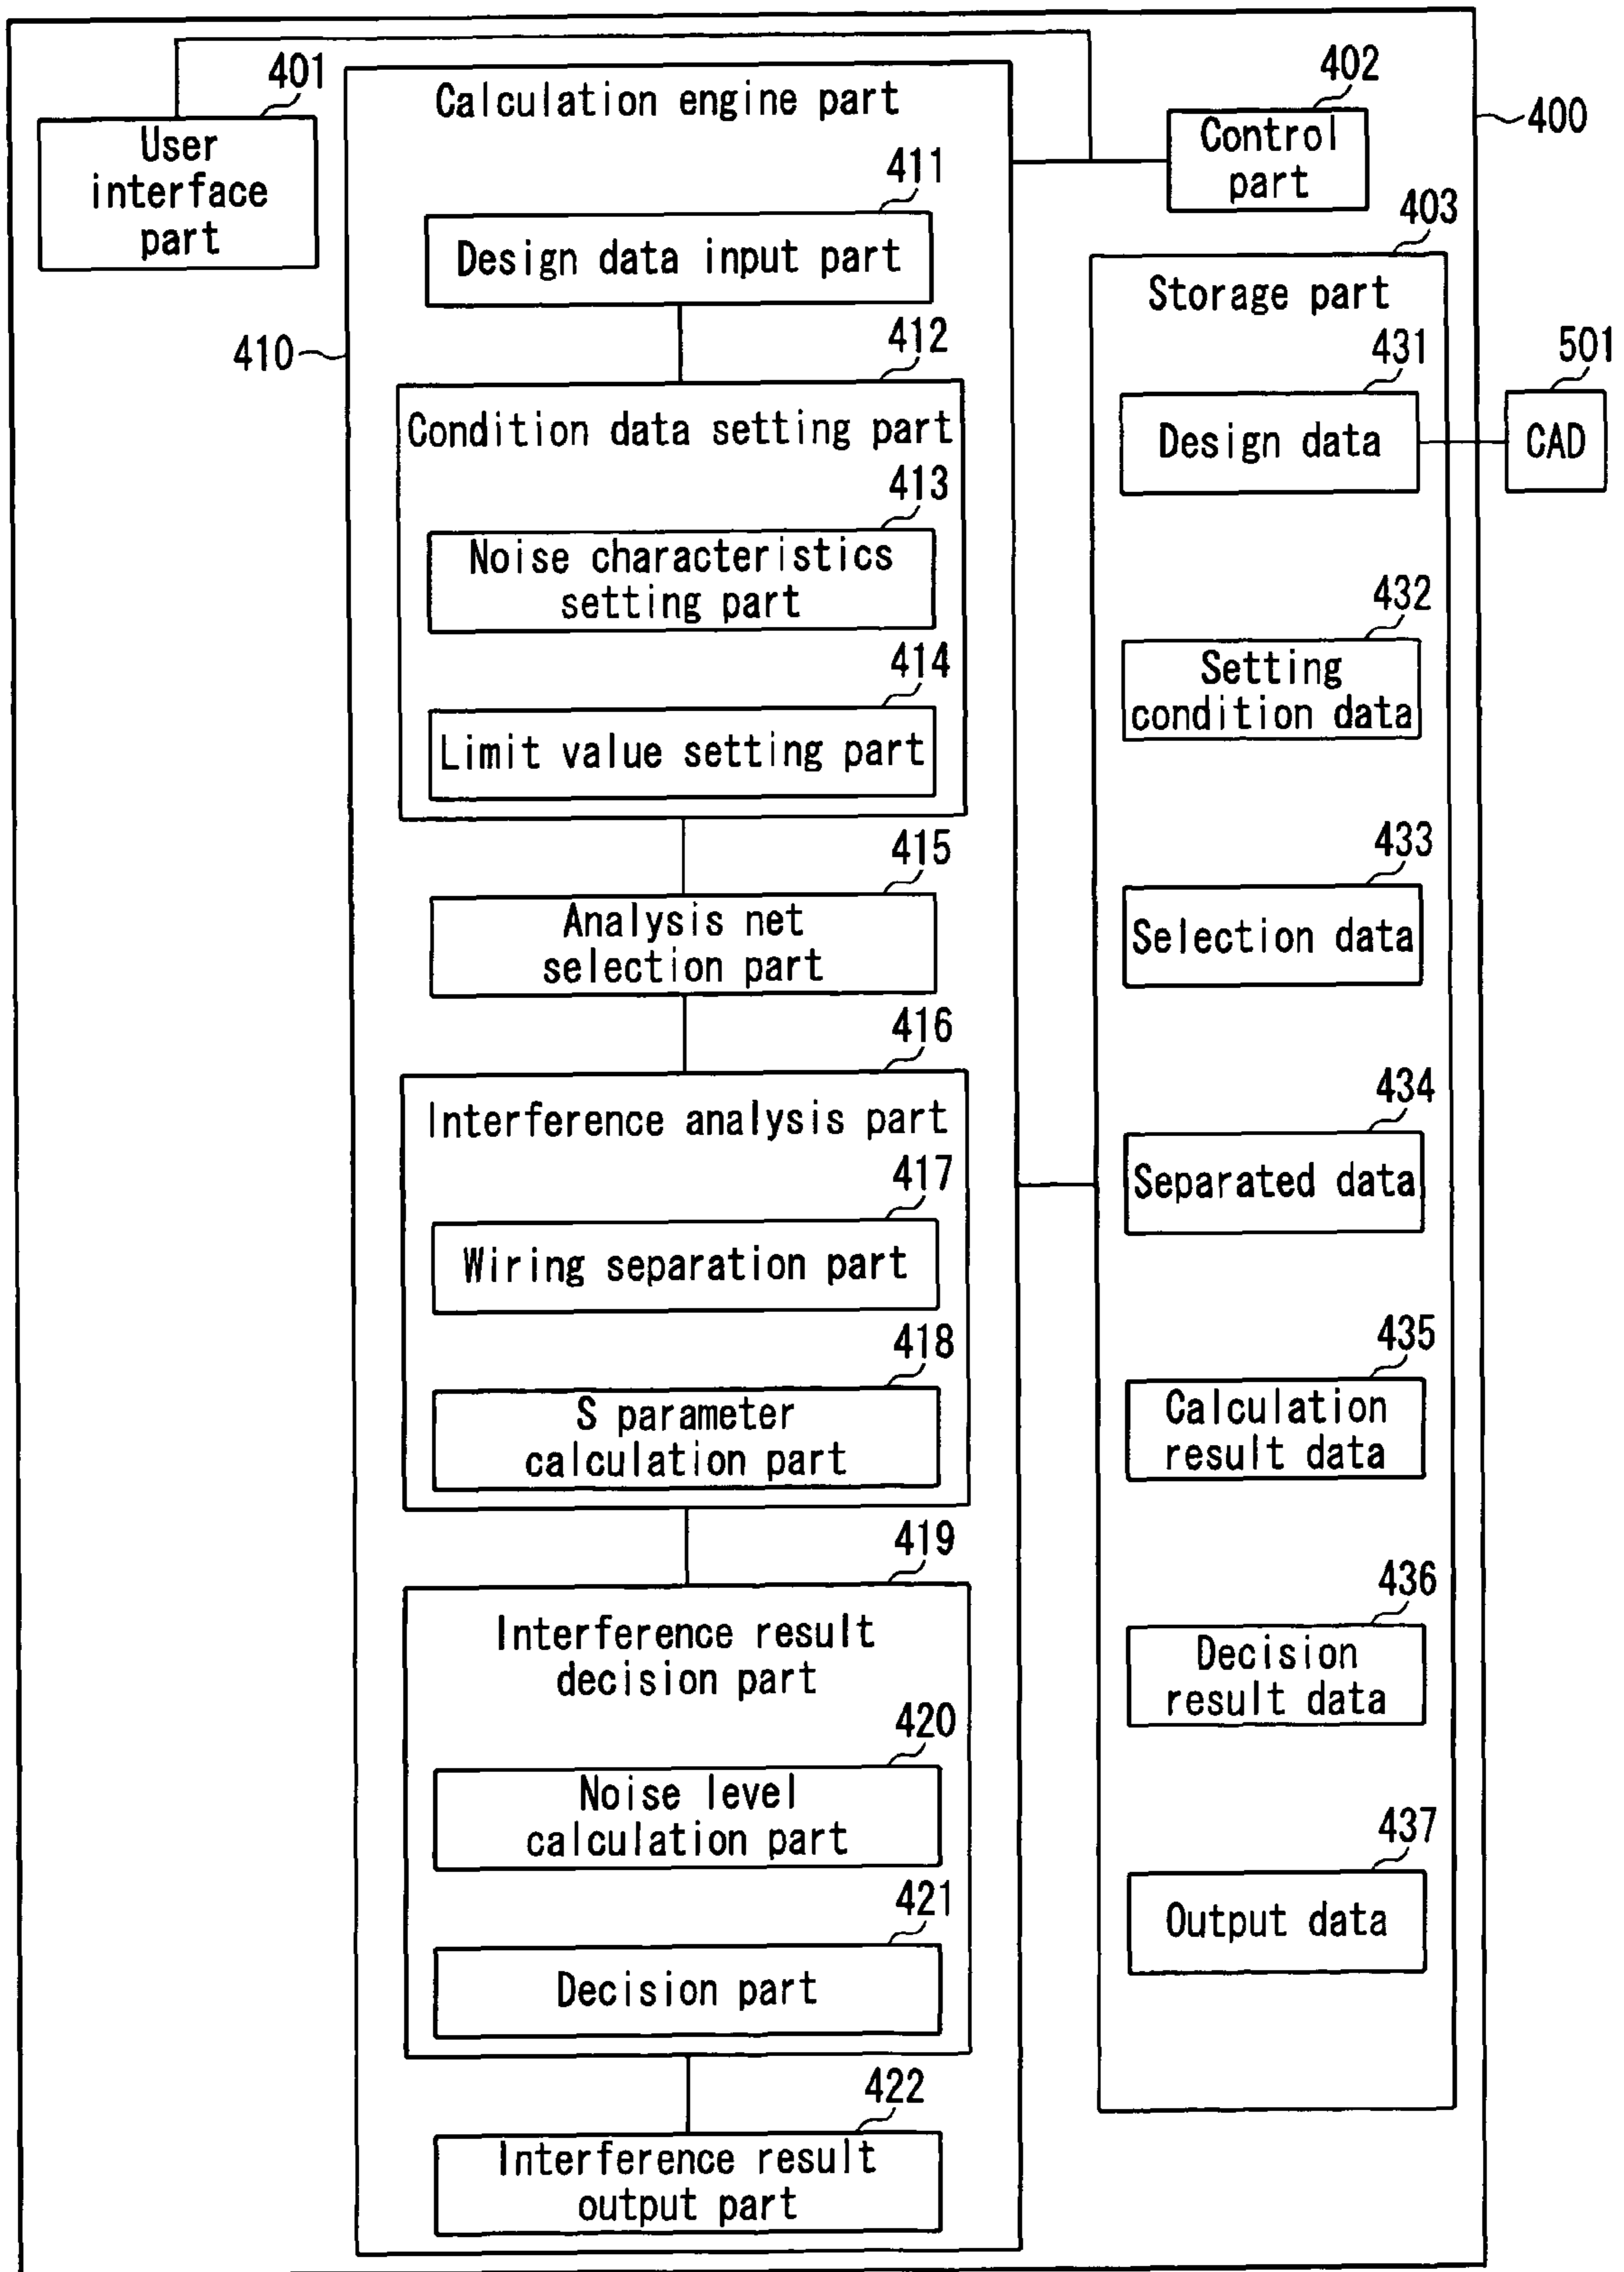 401
User
interface
part
410
Calculation engine part
411
Design data input part
412
Condition data setting part
413
Noise characteristics
setting part
414
Limit value setting part
415
Analysis net
selection part
416
Interference analysis part
417
Wiring separation part
418
S parameter
calculation part
419
Interference result
decision part
420
Noise level
calculation part
421
Decision part
422
Interference result
output part
402
Control
part
400
403
Storage part
431
Design data
501
CAD
432
Setting
condition data
433
Selection data
434
Separated data
435
Calculation
result data
436
Decision
result data
437
Output data